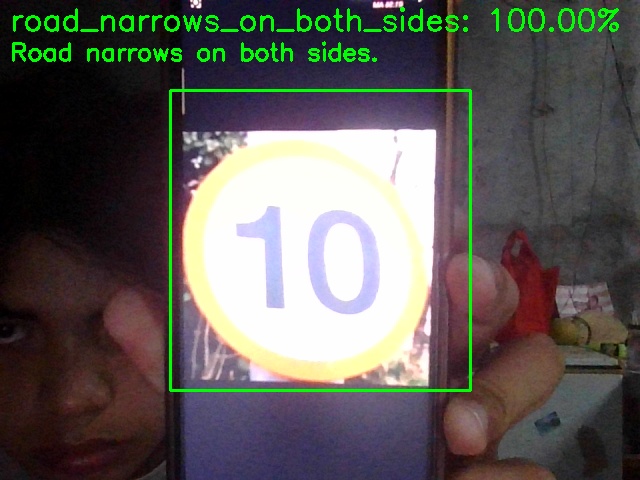 road_narrows_on_both_sides: 100.00%
Road narrows on both sides.
10